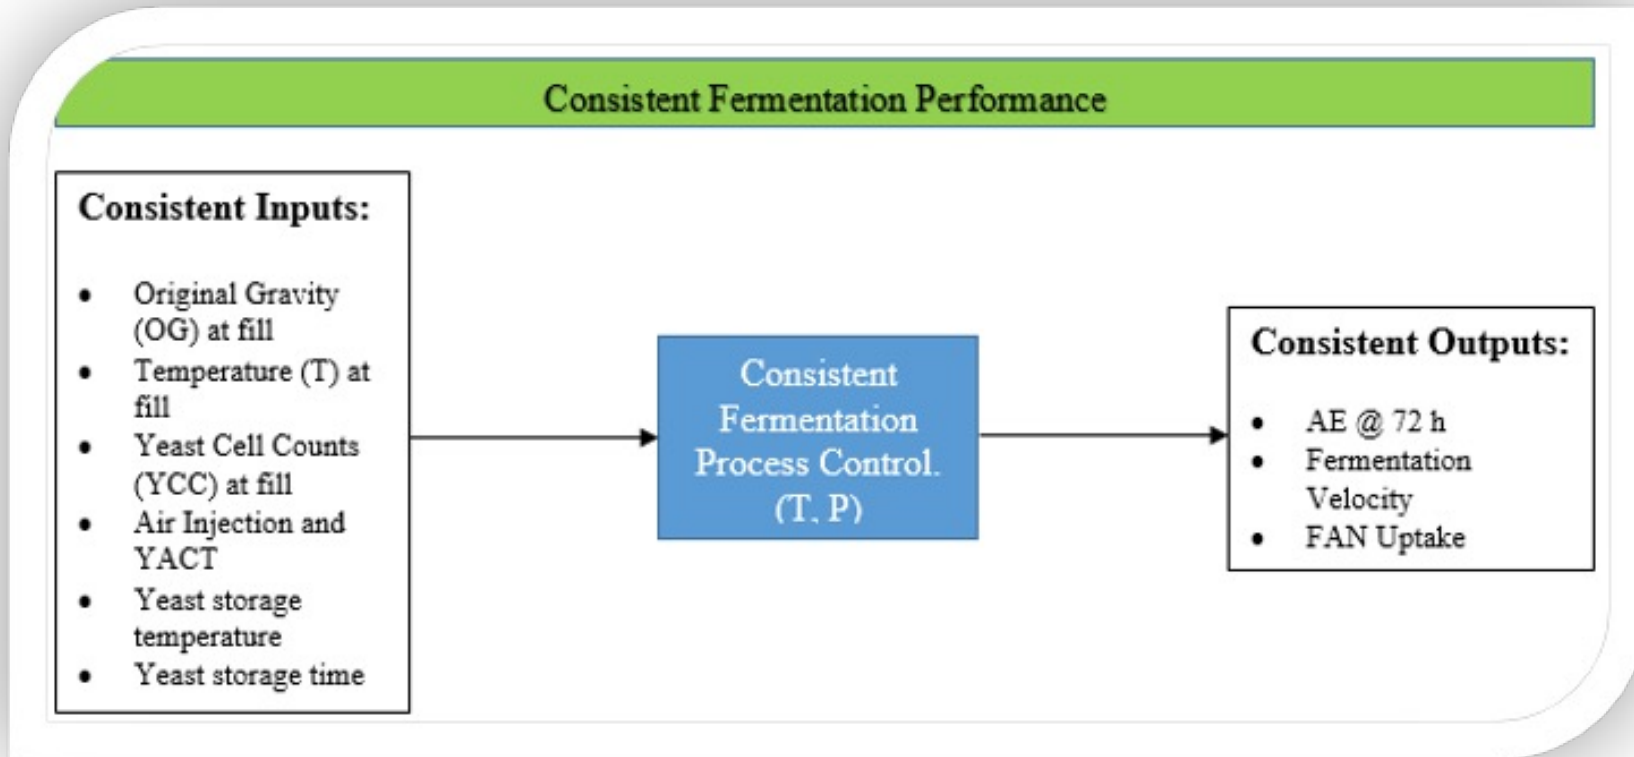 Consistent Fermentation Performance
Consistent Inputs:
• Original Gravity
(OG) at fill
• Temperature (T) at
fill
• Yeast Cell Counts
(YCC) at fill
• Air Injection and
YACT
• Yeast storage
temperature
• Yeast storage time
Consistent
Fermentation
Process Control.
(T, P)
Consistent Outputs:
• AE @ 72 h
• Fermentation
Velocity
• FAN Uptake